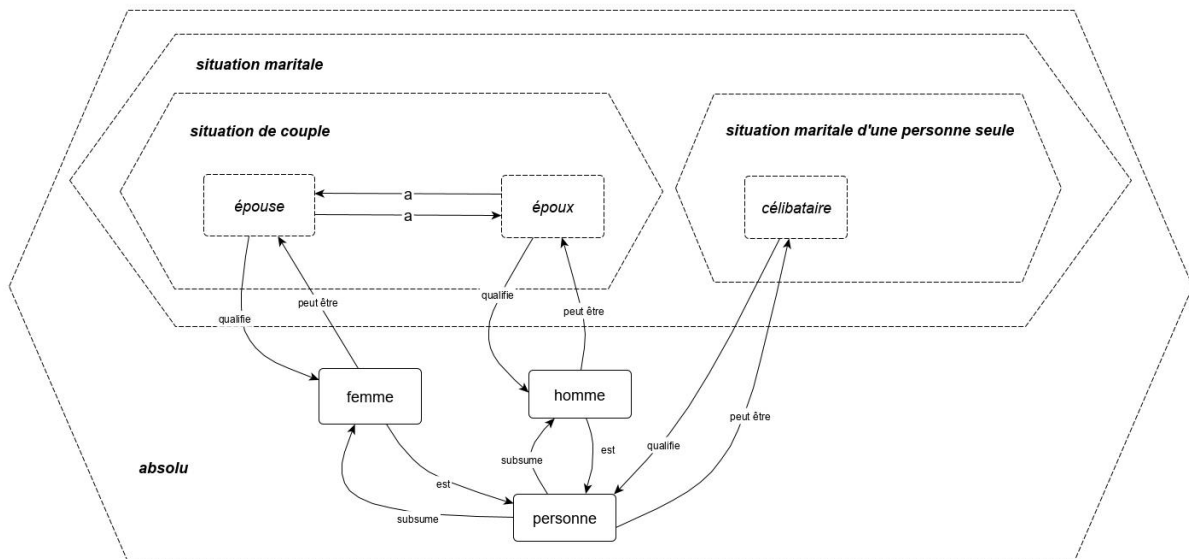 situation maritale
situation de couple
situation maritale d'une personne seule
épouse
a
a
époux
célibataire
qualifie
peut être
qualifie
peut être
femme
homme
qualifie
peut être
absolu
est
subsume
est
subsume
personne